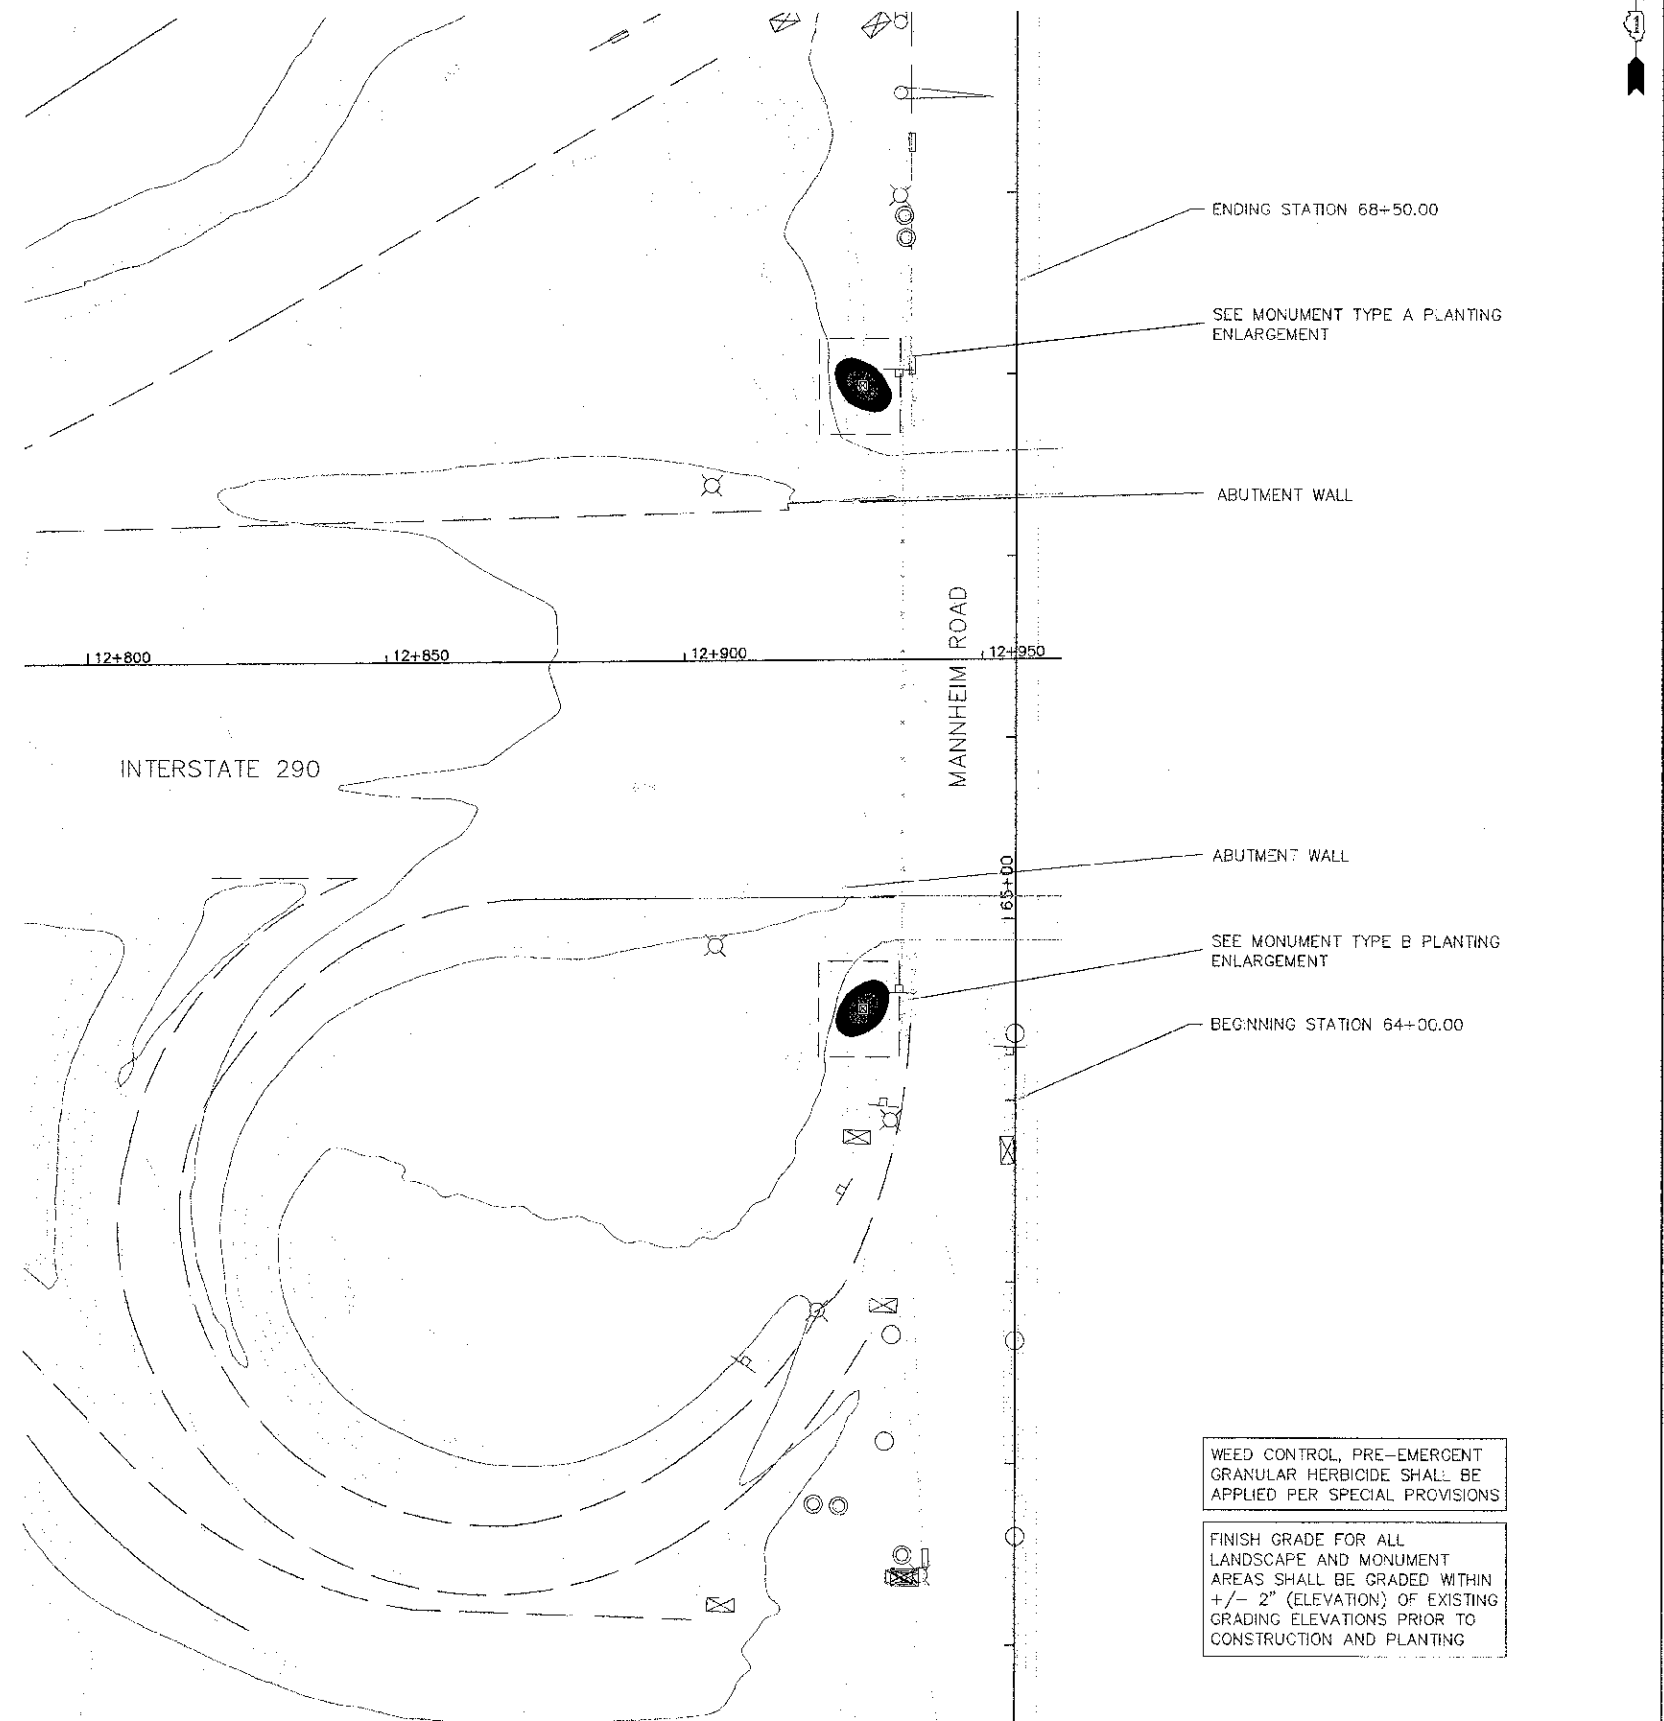 ENDING STATION 68+50.00
SEE MONUMENT TYPE A PLANTING
ENLARGEMENT
ABUTMENT WALL
MANNHEIM ROAD
12+800
12+850
12+900
12+950
INTERSTATE 290
ABUTMENT WALL
65+00
SEE MONUMENT TYPE B PLANTING
ENLARGEMENT
BEGINNING STATION 64+00.00
WEED CONTROL, PRE-EMERGENT
GRANULAR HERBICIDE SHALL BE
APPLIED PER SPECIAL PROVISIONS
FINISH GRADE FOR ALL
LANDSCAPE AND MONUMENT
AREAS SHALL BE GRADED WITHIN
+/- 2" (ELEVATION) OF EXISTING
GRADING ELEVATIONS PRIOR TO
CONSTRUCTION AND PLANTING